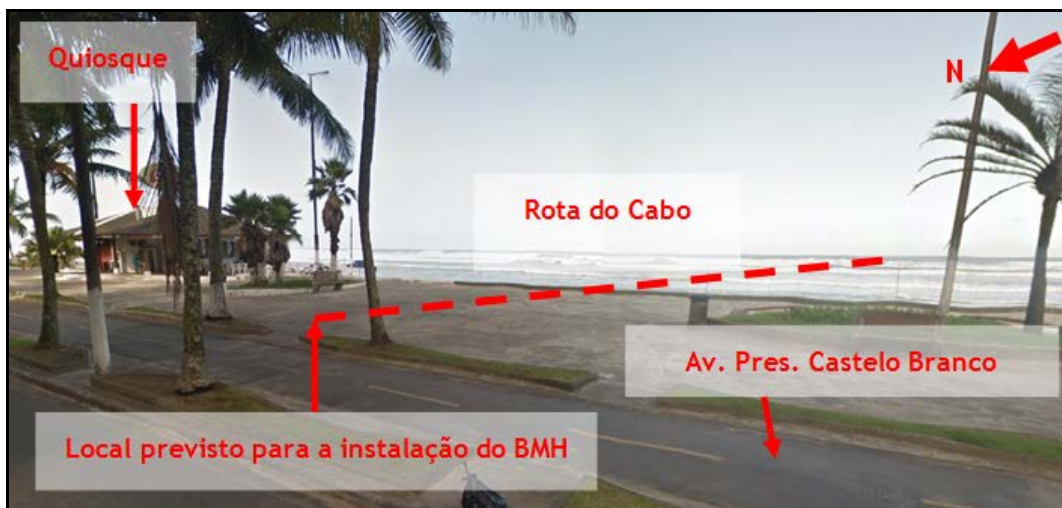 Quiosque
N
Rota do Cabo
Av. Pres. Castelo Branco
Local previsto para a instalação do BMH